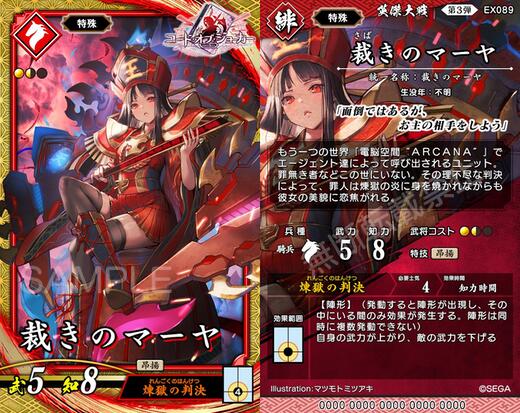 特殊
コード・オブ・ジョーカー
王
SAMPLE
裁きのマーヤ
武5 知8
昂揚
れんごくのはんけつ
煉獄の判決
4
緋
特殊
英傑大戦
第3弾
EX089
さば
裁きのマーヤ
統一名称：裁きのマーヤ
生没年：不明
「面倒ではあるが、
お主の相手をしよう」
もう一つの世界「電脳空間“ARCANA”」で
エージェント達によって呼び出されるユニット。
罪無き者などこの世にいない。その理不尽な判決
によって、罪人は煉獄の炎に身を焼かれながらも
彼女の美貌に恋焦がれる。
兵種 武力 知力 武将コスト
騎兵 5 8 特技 昂揚
れんごくのはんけつ 必要士気 効果時間
煉獄の判決 4 知力時間
効果範囲
【陣形】（発動すると陣形が出現し、その
中にいる間のみ効果が発生する。陣形は同
時に複数発動できない）
自身の武力が上がり、敵の武力を下げる
無断転載禁
Illustration:マツモトミツアキ
©SEGA
0000 0000 0000 0000 0000